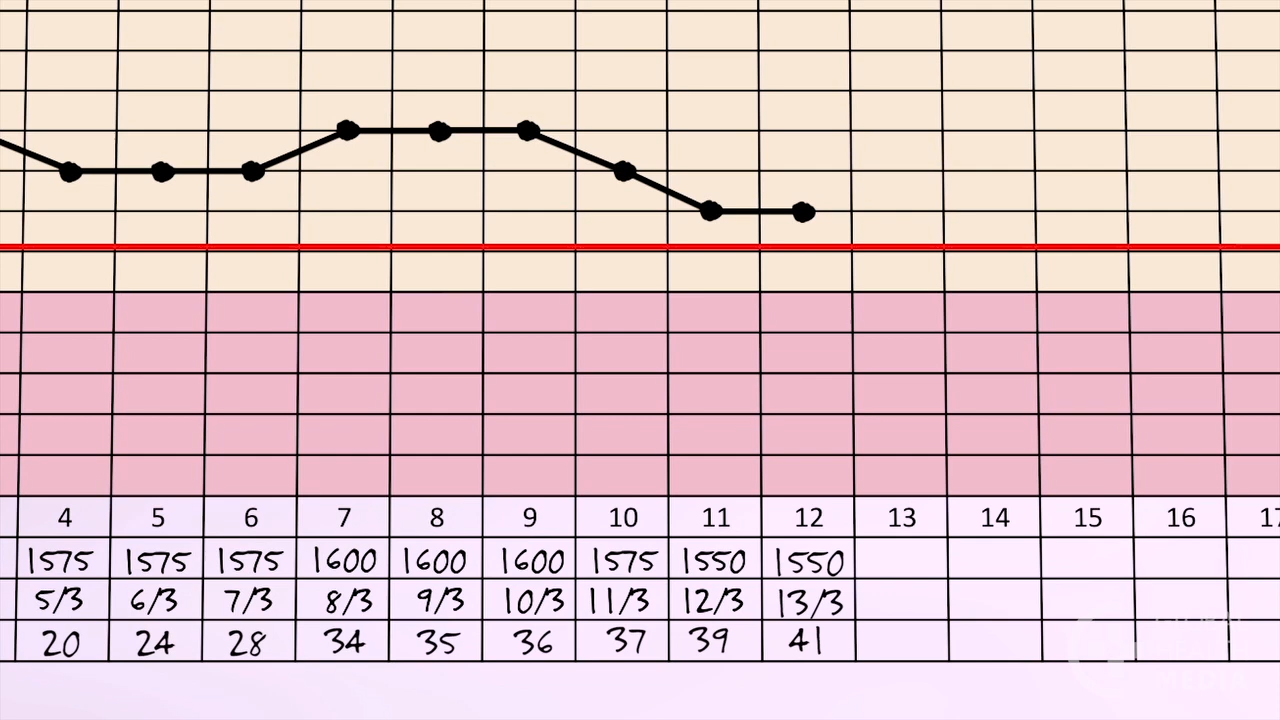 4 5 6 7 8 9 10 11 12 13 14 15 16 17
1575 1575 1575 1600 1600 1600 1575 1550 1550
5/3 6/3 7/3 8/3 9/3 10/3 11/3 12/3 13/3
20 24 28 34 35 36 37 39 41
MEDIA